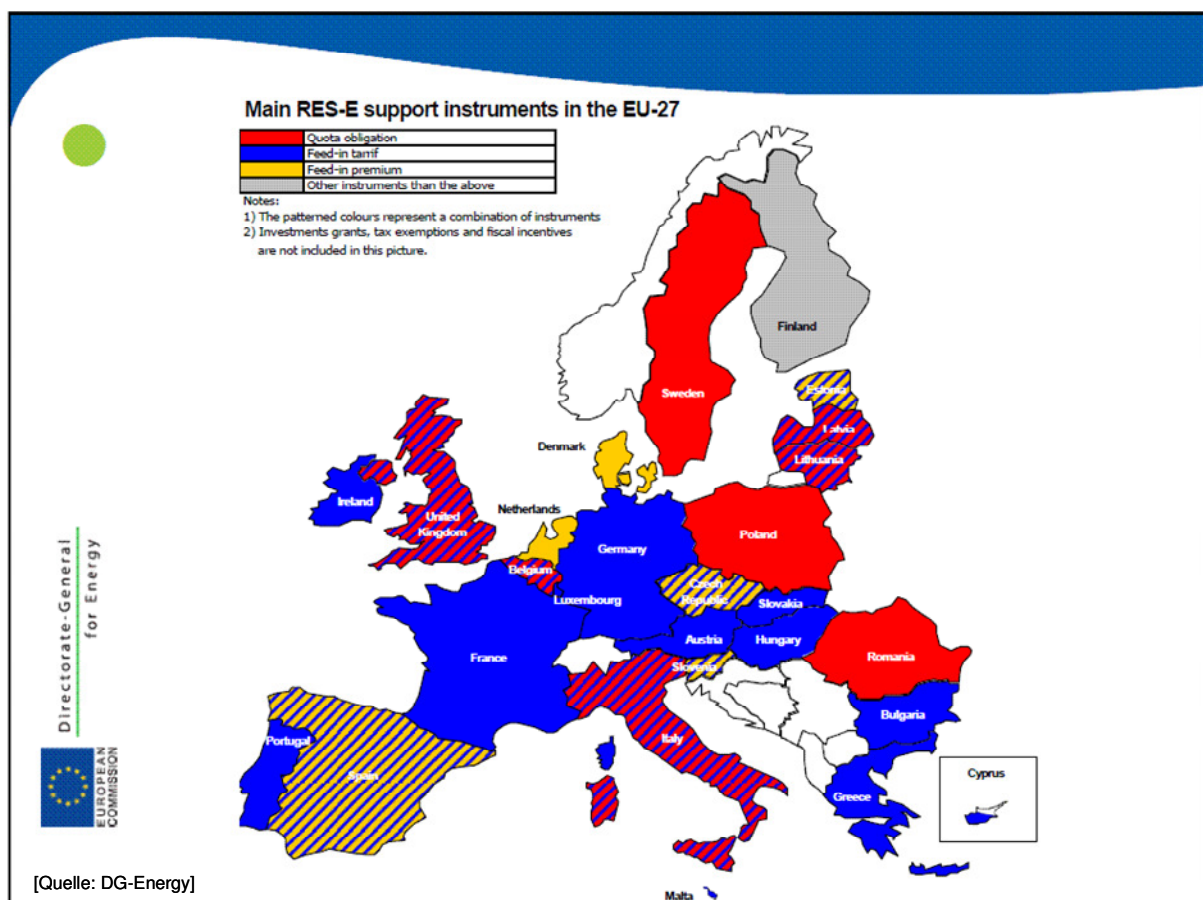 Main RES-E support instruments in the EU-27
Quota obligation
Feed-in tarrif
Feed-in premium
Other instruments than the above
Notes:
1) The patterned colours represent a combination of instruments
2) Investments grants, tax exemptions and fiscal incentives
are not included in this picture.
Finland
Sweden
Estonia
Latvia
Lithuania
Denmark
Ireland
United
Kingdom
Netherlands
Germany
Poland
Belgium
Luxembourg
Czech
Republic
Slovakia
France
Austria
Hungary
Slovenia
Romania
Bulgaria
Italy
Portugal
Spain
Greece
Cyprus
Malta
Directorate-General
for Energy
EUROPEAN
COMMISSION
[Quelle: DG-Energy]